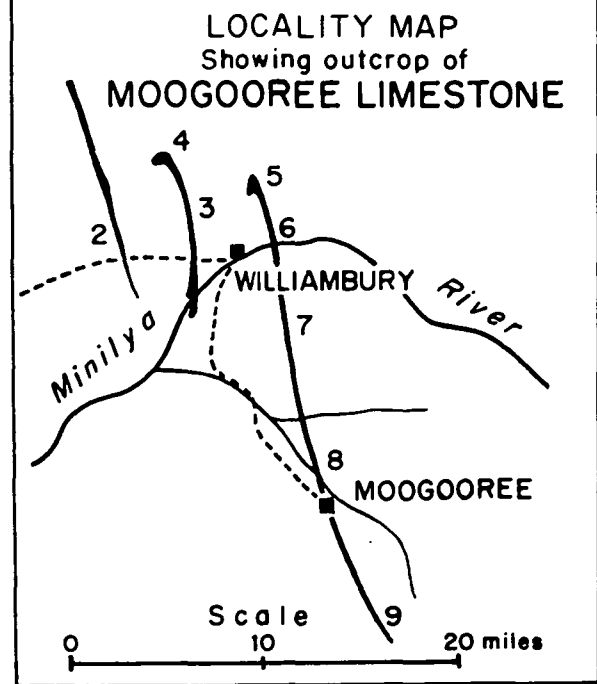 LOCALITY MAP
Showing outcrop of
MOOGOOREE LIMESTONE
4
5
3
2
6
WILLIAMBURY
River
Minilya
7
8
MOOGOOREE
9
Scale
0 10 20 miles